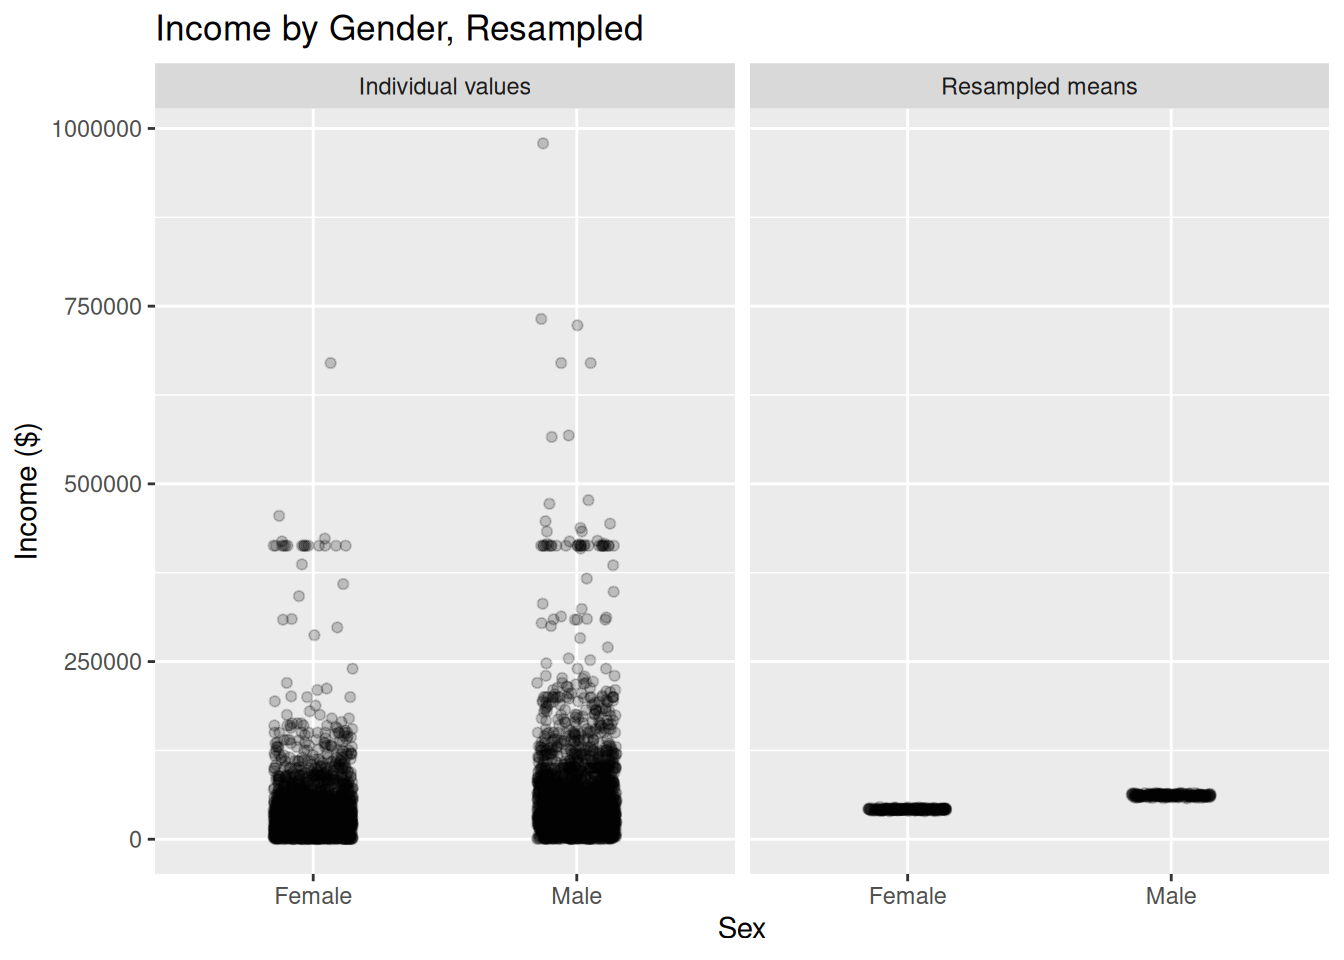 Income by Gender, Resampled
Individual values
Resampled means
1000000
750000
500000
250000
0
Income ($)
Female
Male
Female
Male
Sex